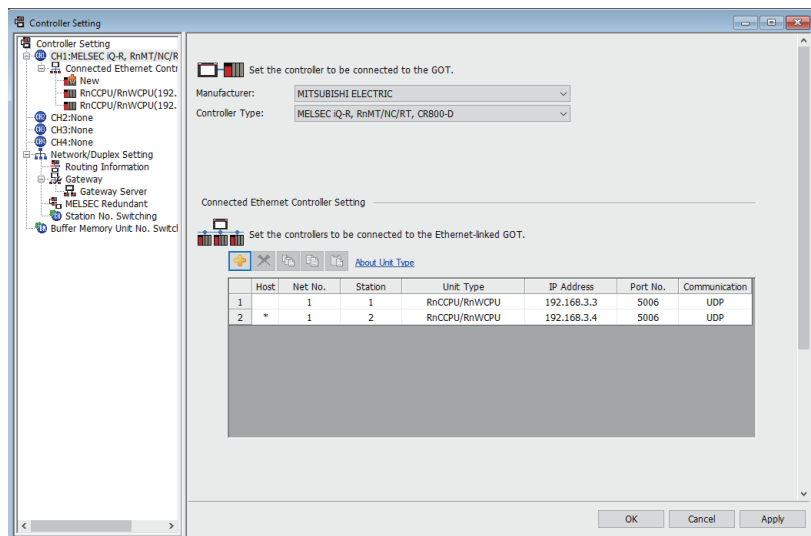 Controller Setting
Controller Setting
CH1:MELSEC iQ-R, RnMT/NC/R
Connected Ethernet Contr
New
RnCCPU/RnWCPU(192.
RnCCPU/RnWCPU(192.
CH2:None
CH3:None
CH4:None
Network/Duplex Setting
Routing Information
Gateway
Gateway Server
MELSEC Redundant
Station No. Switching
Buffer Memory Unit No. Switcl
Set the controller to be connected to the GOT.
Manufacturer: MITSUBISHI ELECTRIC
Controller Type: MELSEC iQ-R, RnMT/NC/RT, CR800-D
Connected Ethernet Controller Setting
Set the controllers to be connected to the Ethernet-linked GOT.
About Unit Type
Host Net No. Station Unit Type IP Address Port No. Communication
1 1 1 RnCCPU/RnWCPU 192.168.3.3 5006 UDP
2 * 1 2 RnCCPU/RnWCPU 192.168.3.4 5006 UDP
OK Cancel Apply